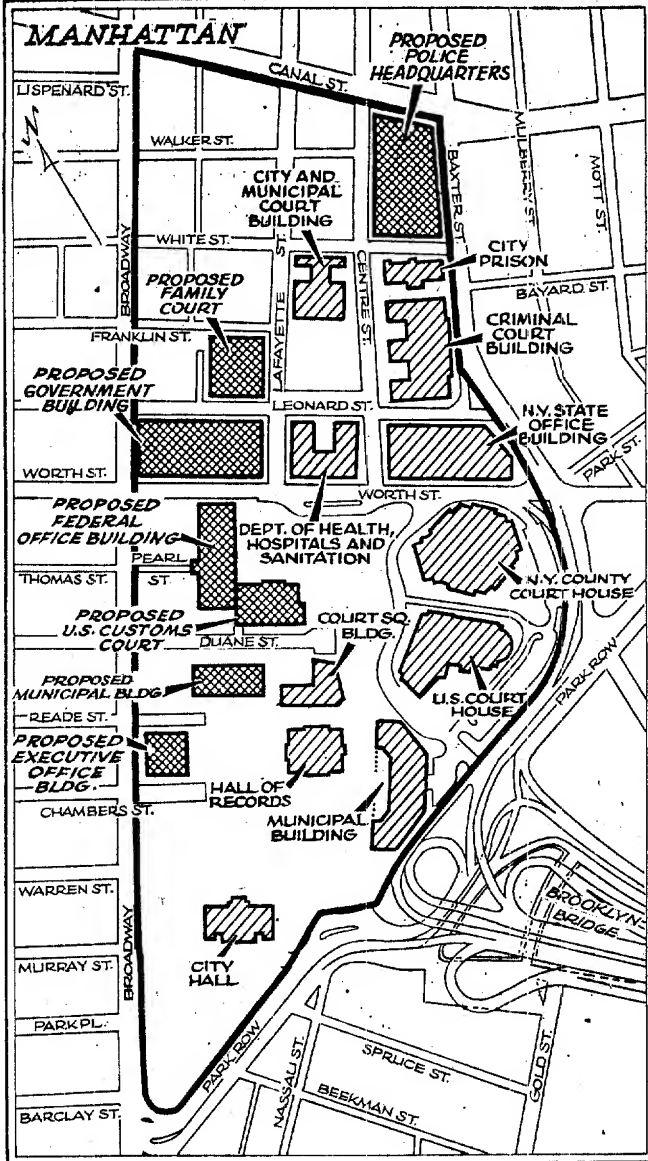 MANHATTAN
PROPOSED
POLICE
HEADQUARTERS
CANAL ST.
LISPENARD ST.
WALKER ST.
MULBERRY ST.
MOTT ST.
BAXTER ST.
CITY AND
MUNICIPAL
COURT
BUILDING
WHITE ST.
BROADWAY
LAFAYETTE ST.
CENTRE ST.
CITY
PRISON
BAYARD ST.
PROPOSED
FAMILY
COURT
FRANKLIN ST.
CRIMINAL
COURT
BUILDING
PROPOSED
GOVERNMENT
BUILDING
LEONARD ST.
N.Y. STATE
OFFICE
BUILDING
PARK ST.
WORTH ST.
WORTH ST.
DEPT. OF HEALTH,
HOSPITALS AND
SANITATION
PROPOSED
FEDERAL
OFFICE BUILDING
PEARL
ST.
THOMAS ST.
N.Y. COUNTY
COURT HOUSE
PROPOSED
U.S. CUSTOMS
COURT
DUANE ST.
COURT SQ.
BLDG.
U.S. COURT
HOUSE
PARK ROW
PROPOSED
MUNICIPAL BLDG.
READE ST.
PROPOSED
EXECUTIVE
OFFICE
BLDG.
HALL OF
RECORDS
MUNICIPAL
BUILDING
CHAMBERS ST.
WARREN ST.
BROOKLYN
BRIDGE
MURRAY ST.
BROADWAY
CITY
HALL
PARK PL.
PARK ROW
NASSAU ST.
SPRUCE ST.
GOLD ST.
BEEKMAN ST.
BARCLAY ST.